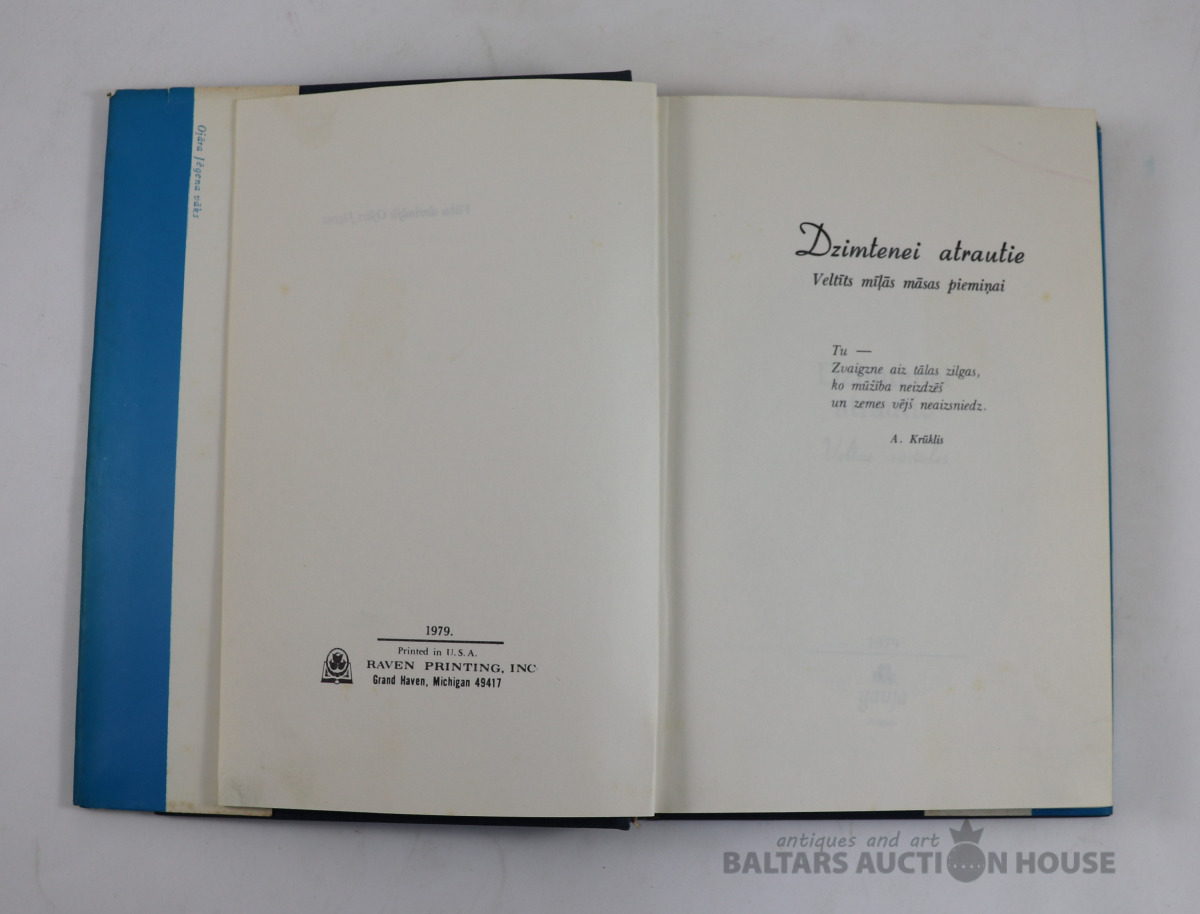 Ojāra Jēgena vāks
1979.
Printed in U.S.A.
RAVEN PRINTING, INC.
Grand Haven, Michigan 49417
Dzimtenei atrautie
Veltīts mīļās māsas piemiņai
Tu —
Zvaigzne aiz tālas zilgas,
ko mūžība neizdzēš
un zemes vējš neaizsniedz.
A. Krūklis
antiques and art
BALTARS AUCTION HOUSE